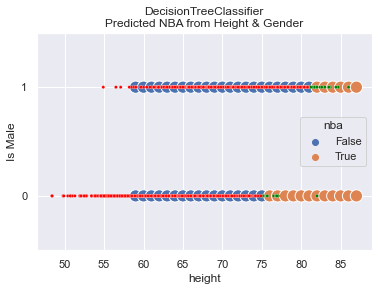 DecisionTreeClassifier
Predicted NBA from Height & Gender
1
Is Male
0
nba
False
True
50 55 60 65 70 75 80 85
height